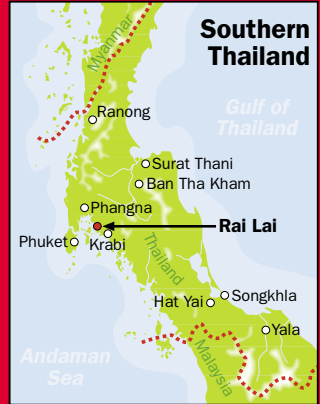 Southern
Thailand
Myanmar
Ranong
Gulf of
Thailand
Surat Thani
Ban Tha Kham
Phangna
Rai Lai
Phuket
Krabi
Thailand
Hat Yai
Songkhla
Yala
Andaman
Sea
Malaysia